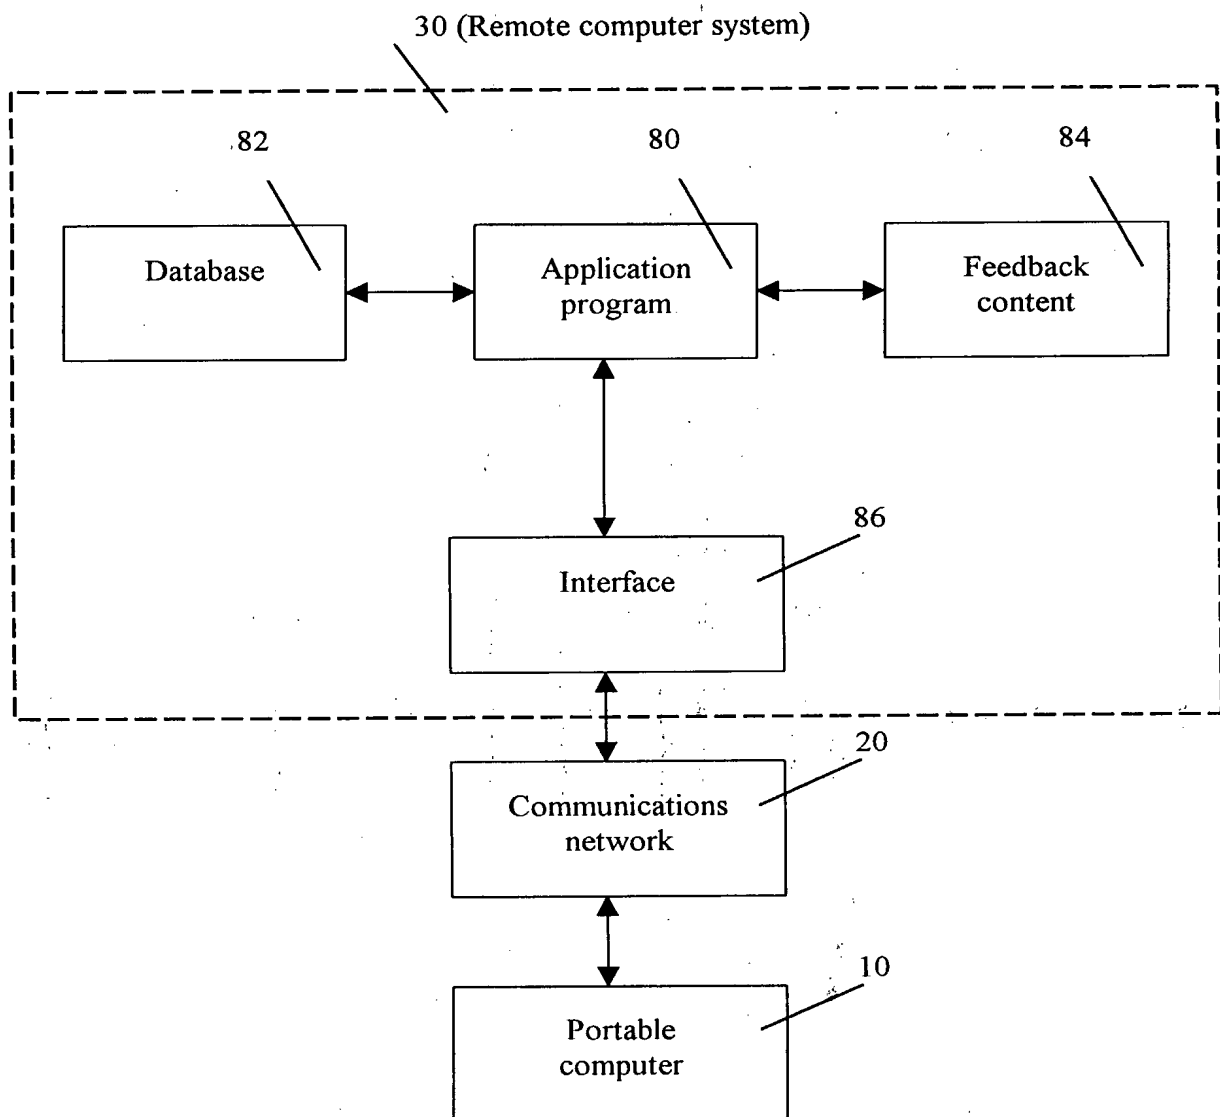 30 (Remote computer system)
82
80
84
Database
Application
program
Feedback
content
86
Interface
20
Communications
network
10
Portable
computer